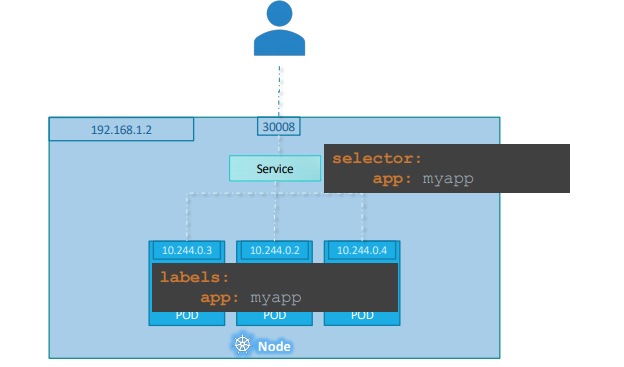 192.168.1.2
30008
Service
selector:
app: myapp
10.244.0.3
10.244.0.2
10.244.0.4
labels:
app: myapp
POD
POD
POD
Node